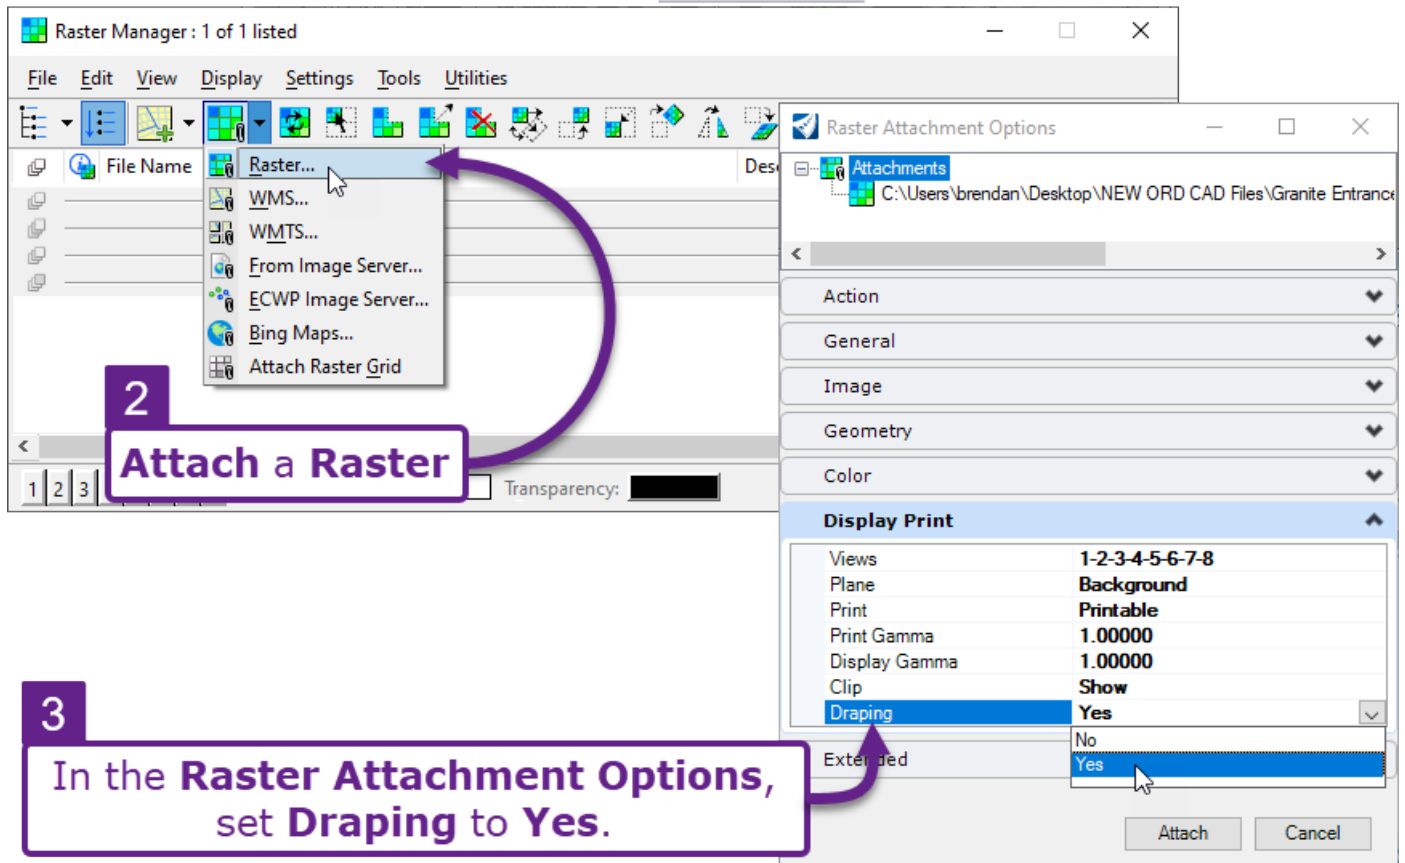 Raster Manager : 1 of 1 listed
File Edit View Display Settings Tools Utilities
File Name
Raster...
WMS...
WMTS...
From Image Server...
ECWP Image Server...
Bing Maps...
Attach Raster Grid
2
Attach a Raster
1 2 3
Transparency:
Raster Attachment Options
Attachments
C:\Users\brendan\Desktop\NEW ORD CAD Files\Granite Entrance
Action
General
Image
Geometry
Color
Display Print
Views 1-2-3-4-5-6-7-8
Plane Background
Print Printable
Print Gamma 1.00000
Display Gamma 1.00000
Clip Show
Draping Yes
No
Yes
Extended
Attach Cancel
3
In the Raster Attachment Options,
set Draping to Yes.